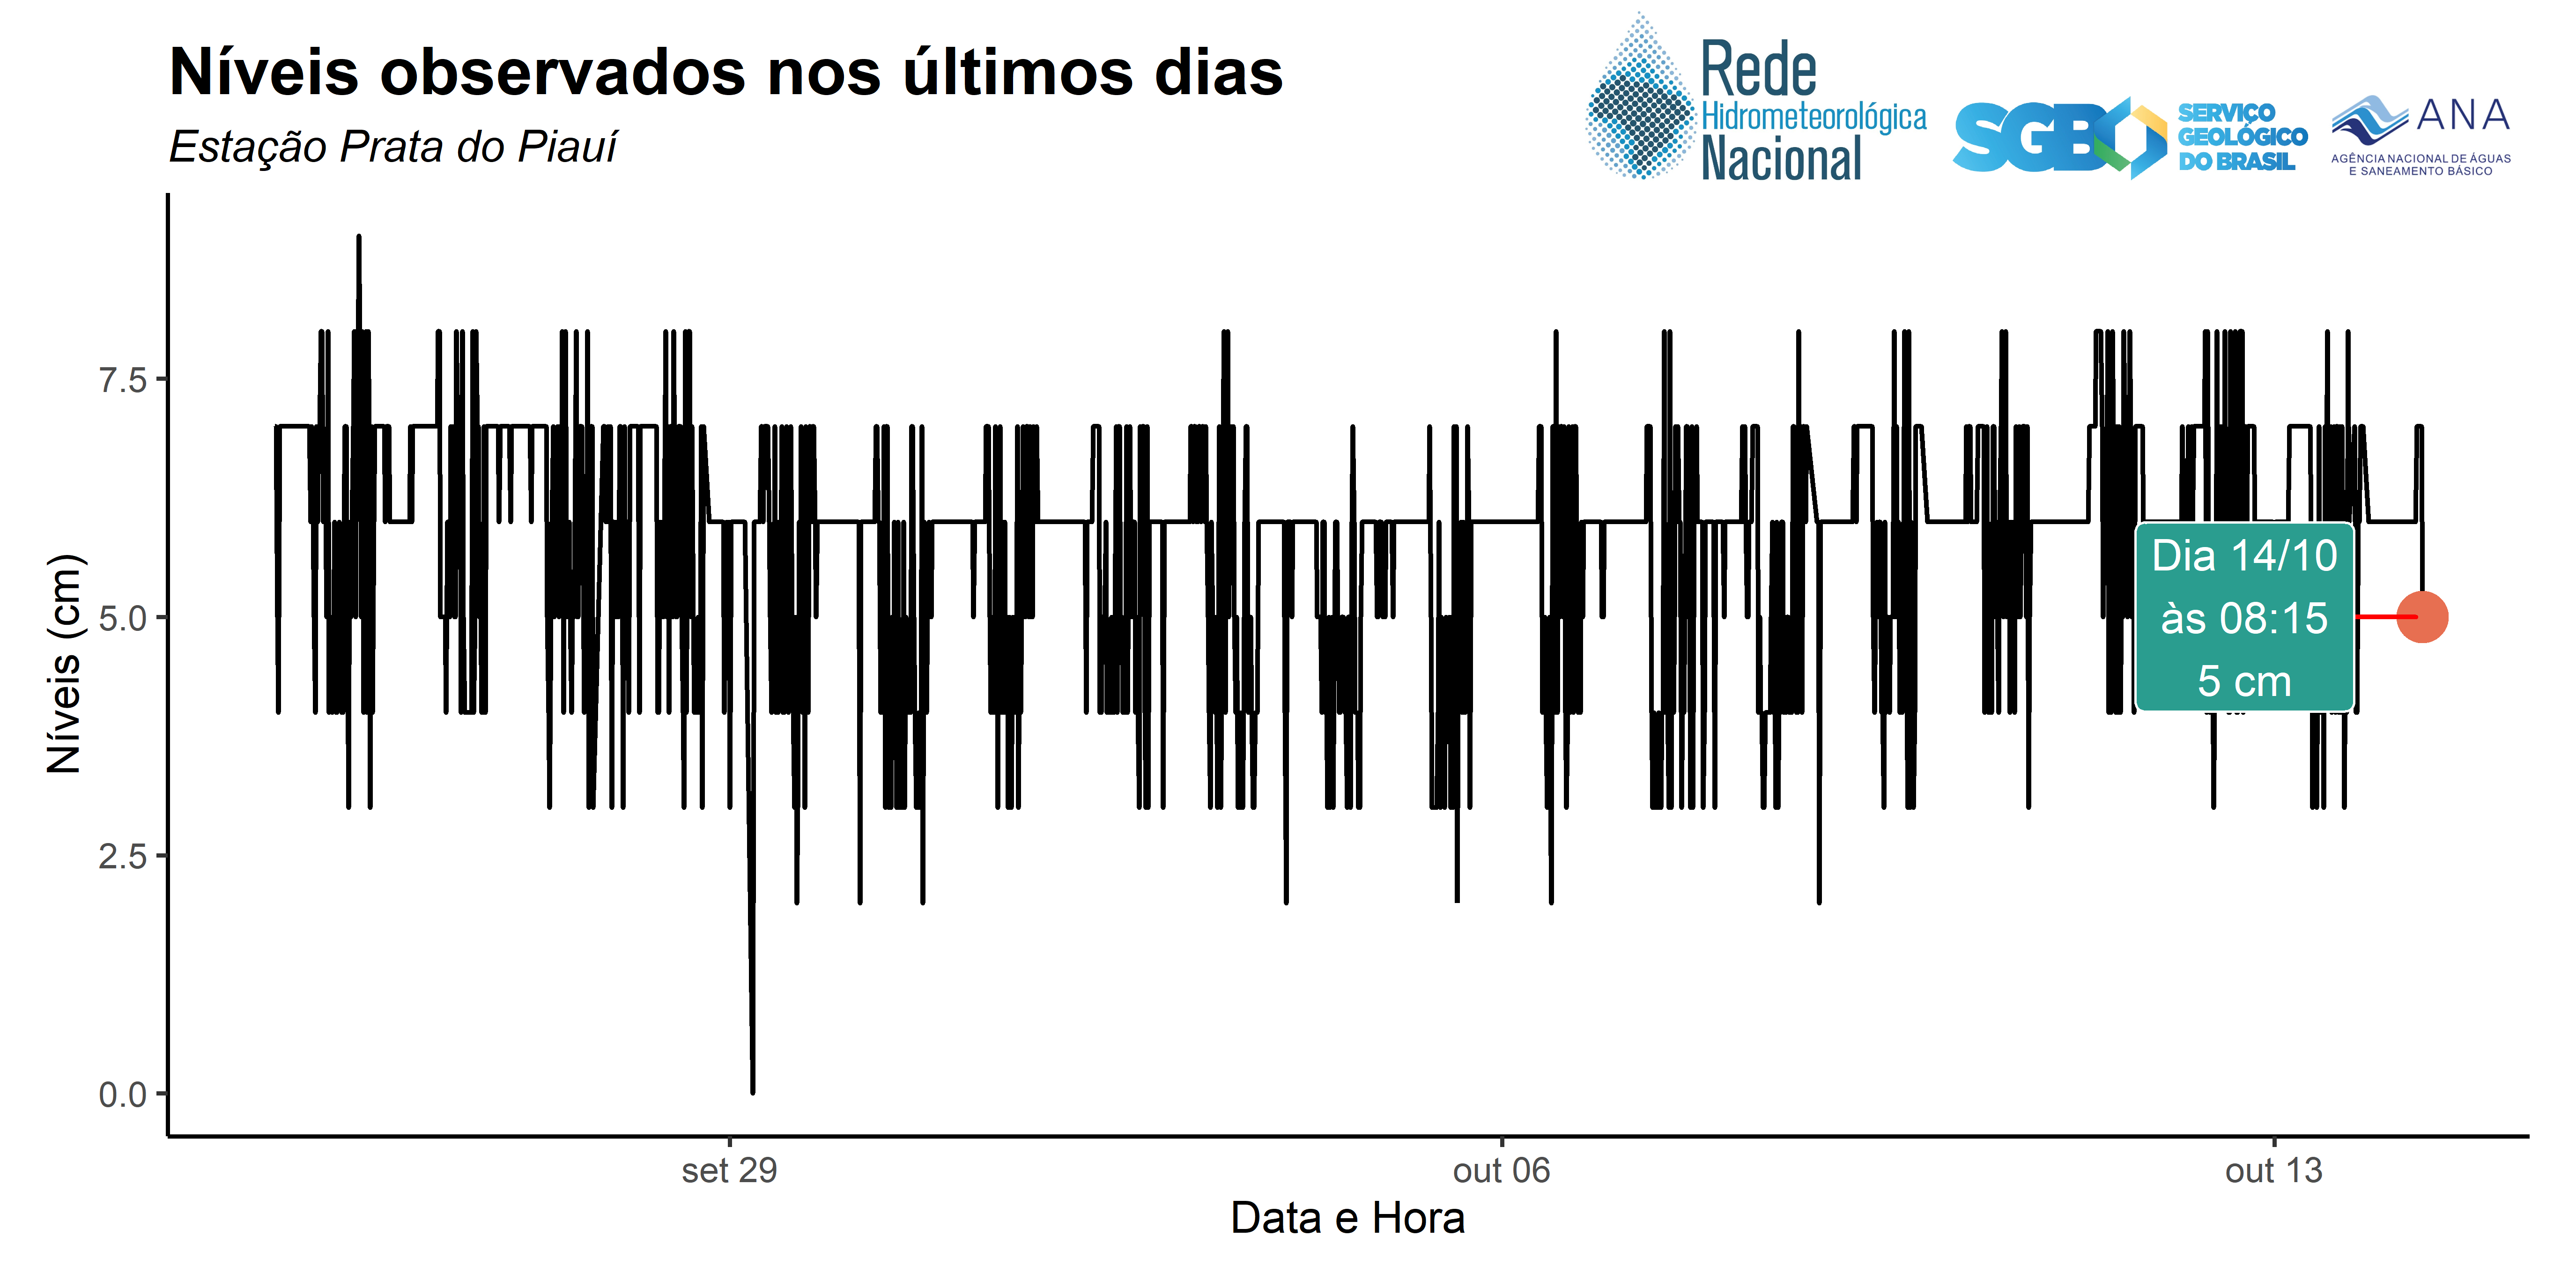 Níveis observados nos últimos dias
Estação Prata do Piauí
Rede
Hidrometeorológica
Nacional
SGB
SERVIÇO
GEOLÓGICO
DO BRASIL
ANA
AGÊNCIA NACIONAL DE ÁGUAS
E SANEAMENTO BÁSICO
Níveis (cm)
7.5
5.0
2.5
0.0
Dia 14/10
às 08:15
5 cm
set 29
out 06
out 13
Data e Hora